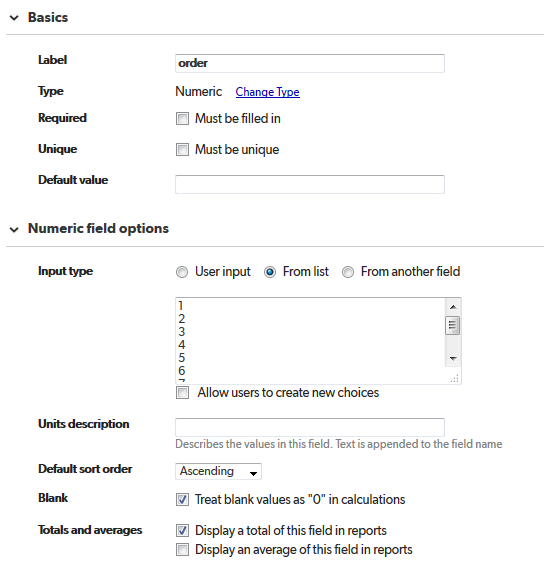 Basics
Label order
Type Numeric Change Type
Required Must be filled in
Unique Must be unique
Default value
Numeric field options
Input type User input From list From another field
1
2
3
4
5
6
Allow users to create new choices
Units description
Describes the values in this field. Text is appended to the field name
Default sort order Ascending
Blank Treat blank values as "0" in calculations
Totals and averages Display a total of this field in reports
Display an average of this field in reports